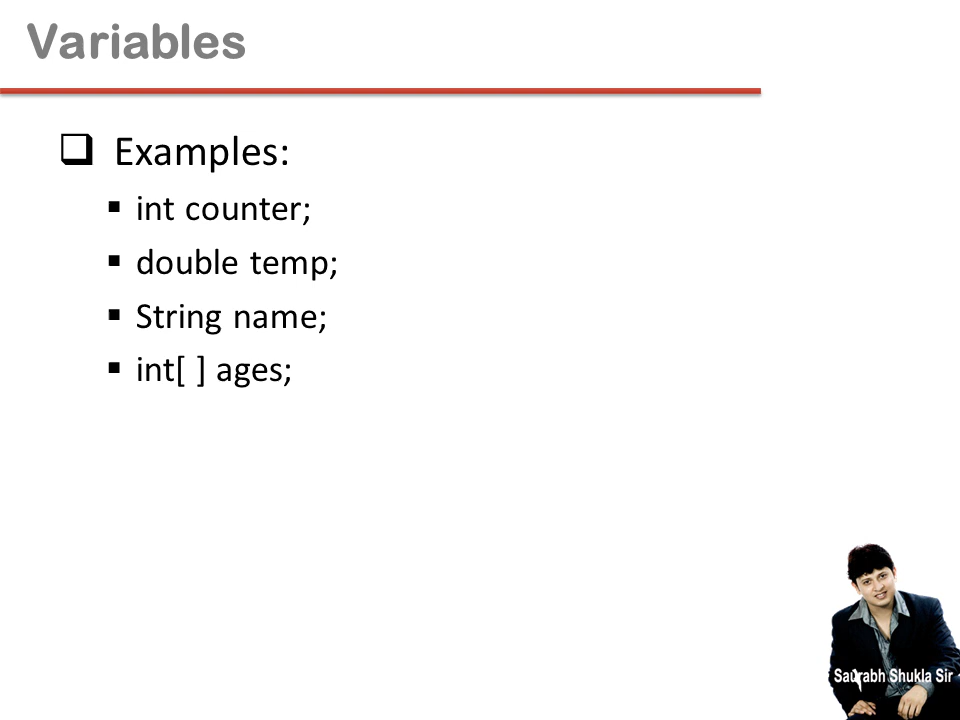 Variables
Examples:
int counter;
double temp;
String name;
int[ ] ages;
Saurabh Shukla Sir